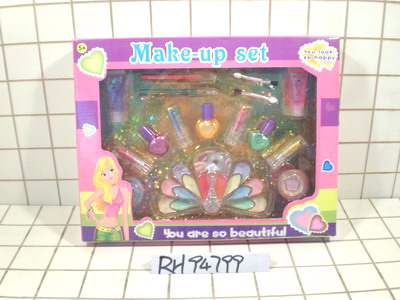 5+
Make-up set
You look
so happy
You are so beautiful
RH94799